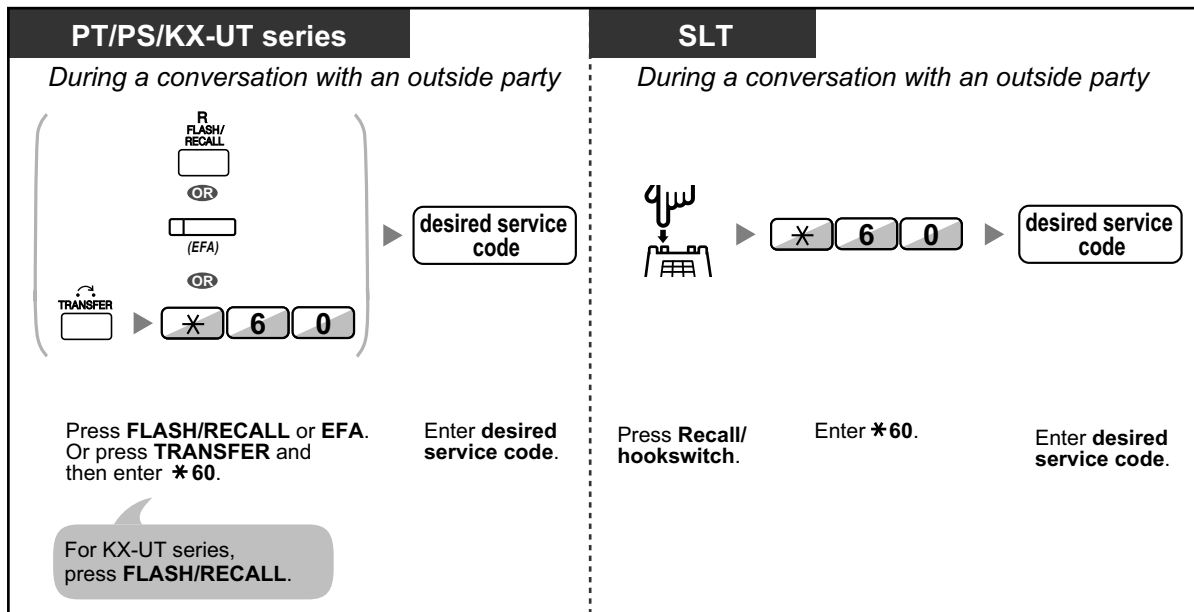 PT/PS/KX-UT series
During a conversation with an outside party
R
FLASH/
RECALL
OR
(EFA)
OR
TRANSFER
* 6 0
desired service
code
Press FLASH/RECALL or EFA.
Or press TRANSFER and
then enter *60.
Enter desired
service code.
For KX-UT series,
press FLASH/RECALL.
SLT
During a conversation with an outside party
* 6 0
desired service
code
Press Recall/
hookswitch.
Enter *60.
Enter desired
service code.